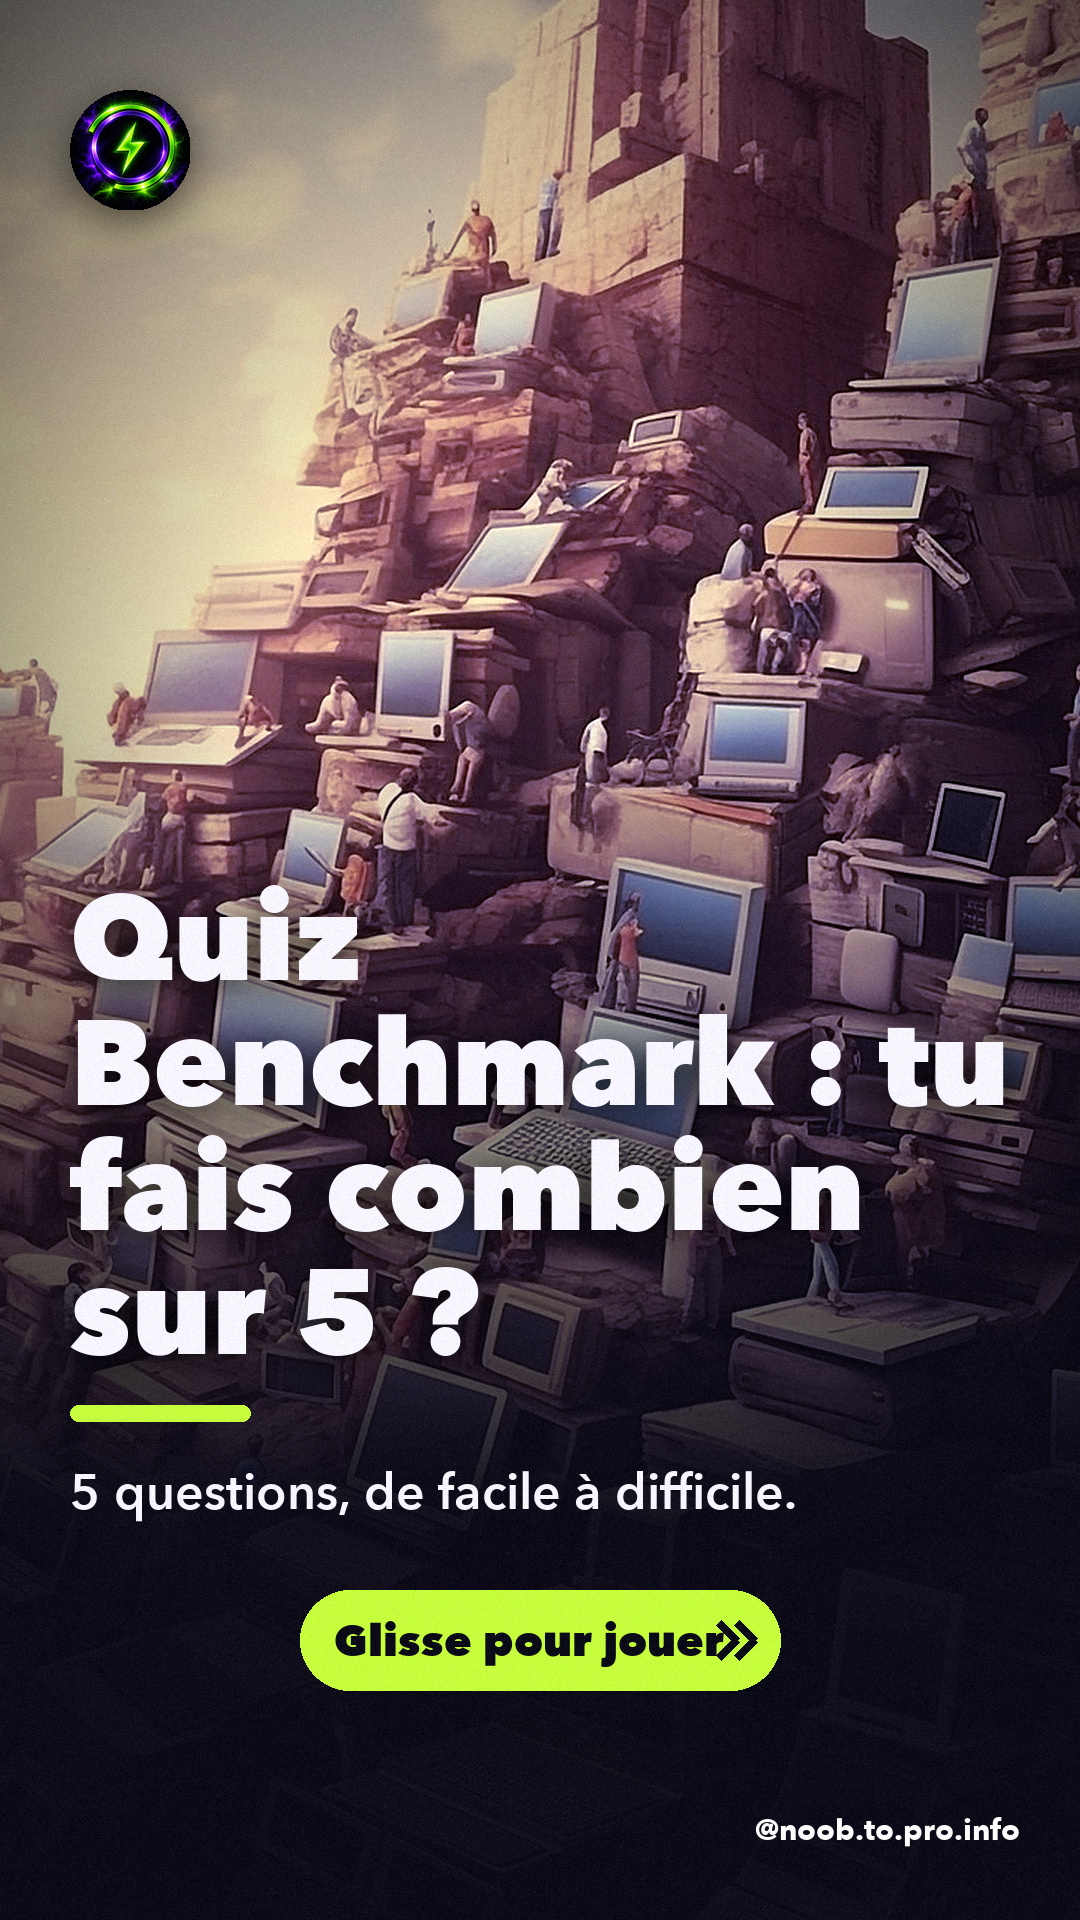 Quiz
Benchmark : tu
fais combien
sur 5 ?
5 questions, de facile à difficile.
Glisse pour jouer
@noob.to.pro.info